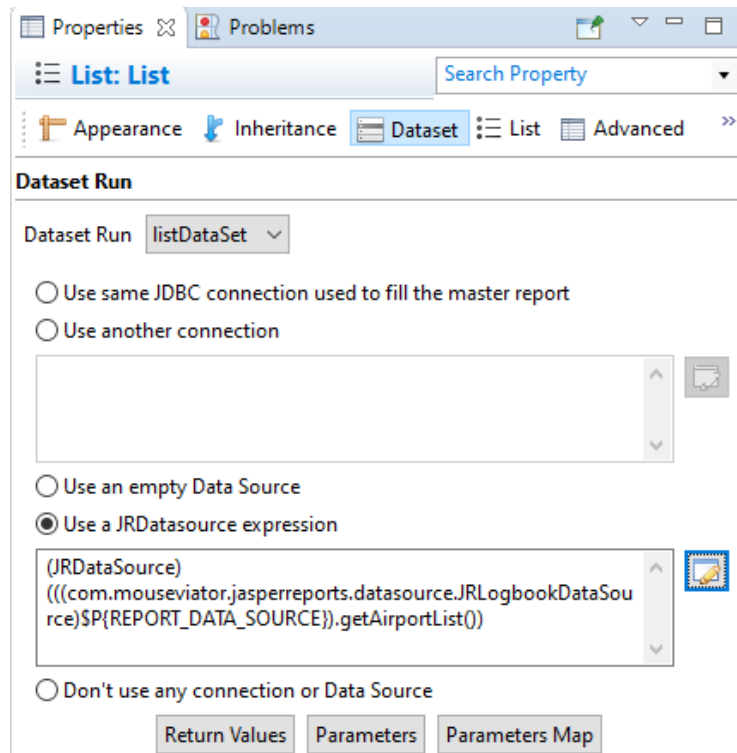 Properties Problems
List: List Search Property
Appearance Inheritance Dataset List Advanced »
Dataset Run
Dataset Run listDataSet
Use same JDBC connection used to fill the master report
Use another connection
Use an empty Data Source
Use a JRDatasource expression
(JRDataSource)
(((com.mouseviator.jasperreports.datasource.JRLogbookDataSou
rce)$P{REPORT_DATA_SOURCE}).getAirportList())
Don't use any connection or Data Source
Return Values Parameters Parameters Map